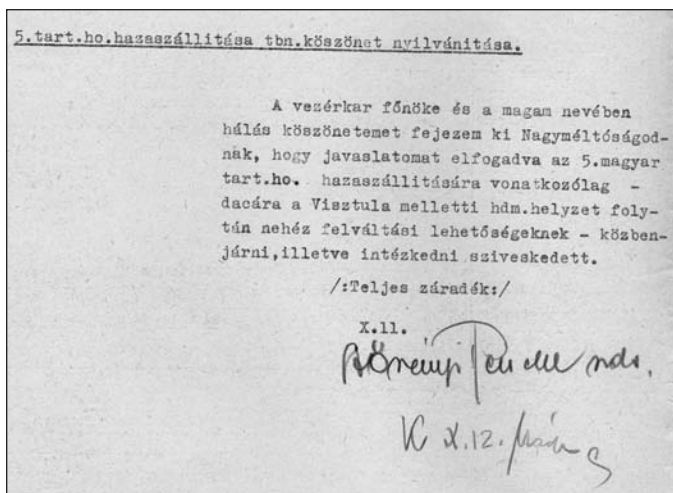 5.tart.ho.hazaszállitása tbn.köszönet nyilvánitása.
A vezérkar főnöke és a magam nevében
hálás köszönetemet fejezem ki Nagyméltóságod-
nak, hogy javaslatomat elfogadva az 5.magyar
tart.ho. hazaszállitására vonatkozólag -
dacára a Visztula melletti hdm.helyzet foly-
tán nehéz felváltási lehetőségeknek - közben-
járni,illetve intézkedni sziveskedett.
/:Teljes záradék:/
X.11.
X.12.